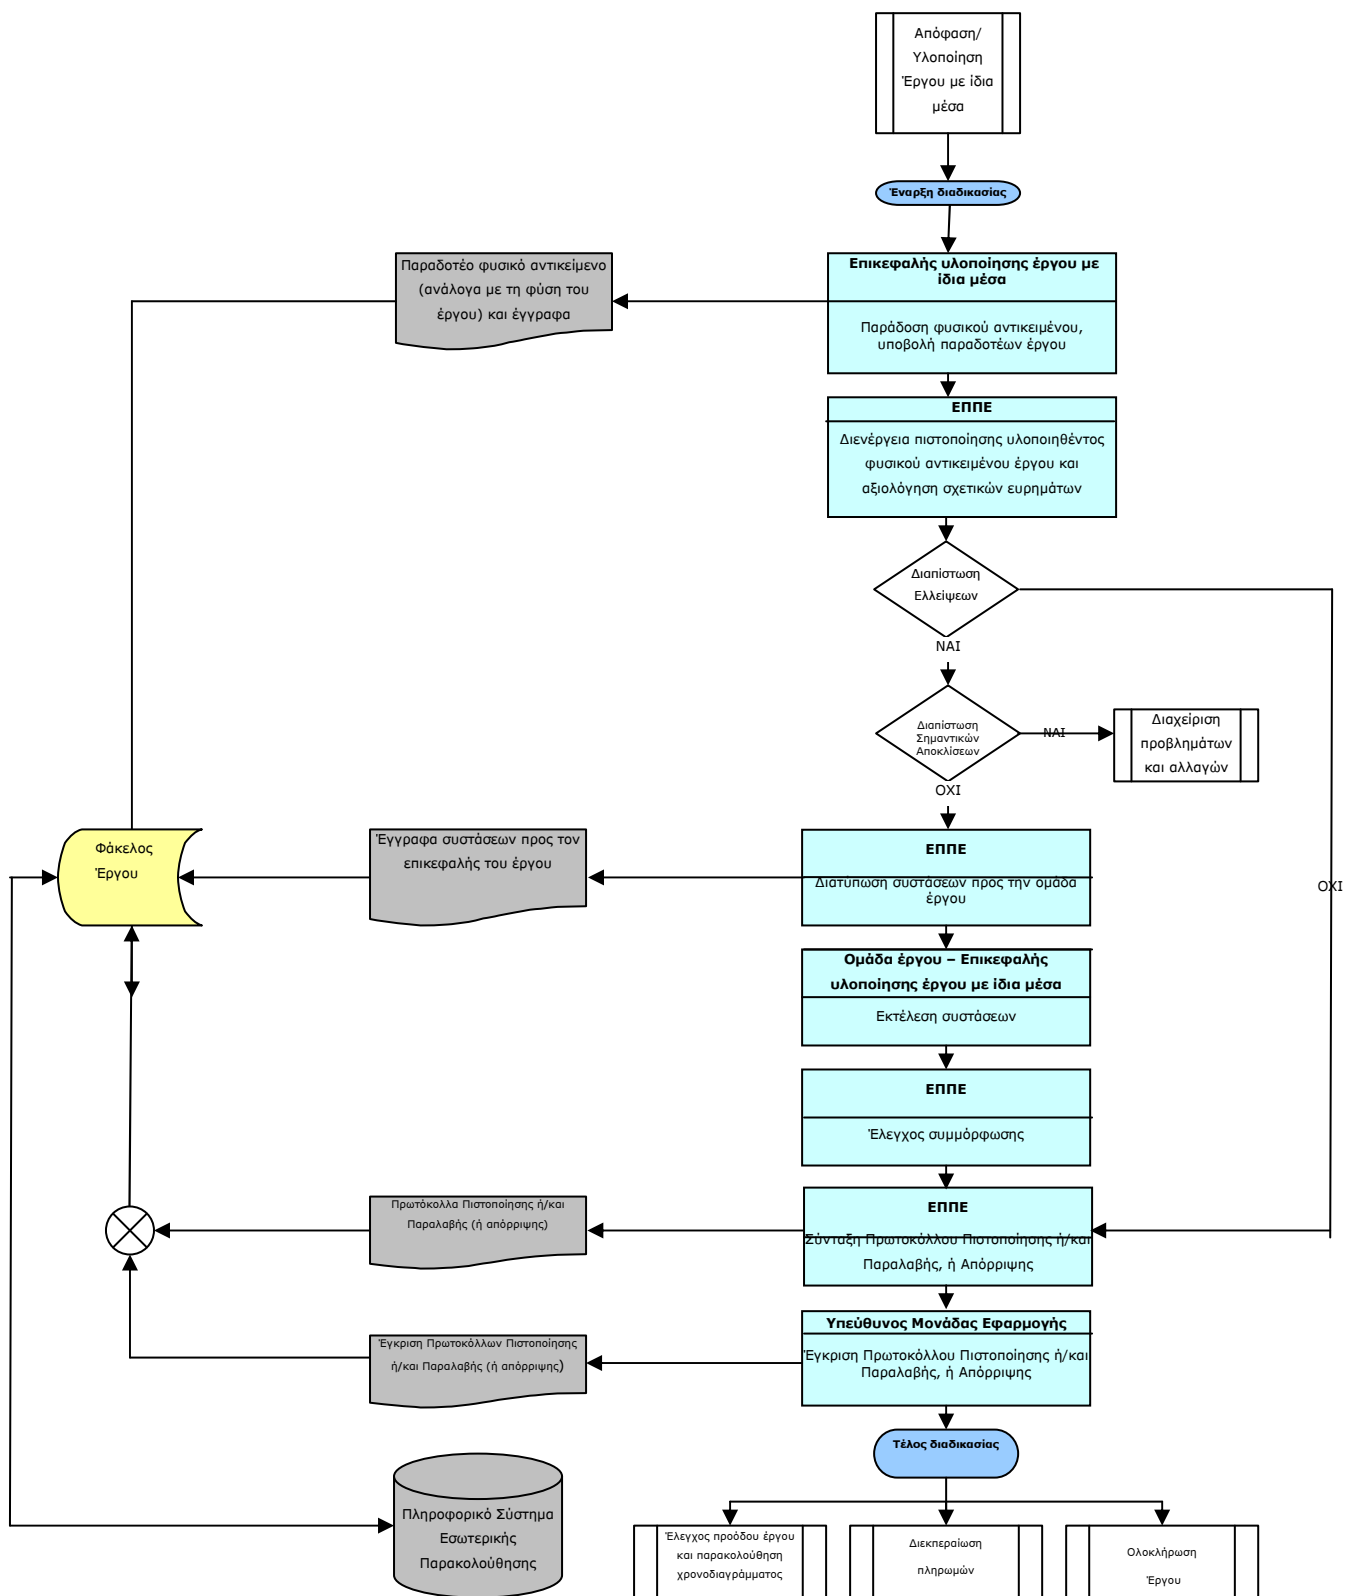 Απόφαση/
Υλοποίηση
Έργου με ίδια
μέσα
Έναρξη διαδικασίας
Επικεφαλής υλοποίησης έργου με
ίδια μέσα
Παράδοση φυσικού αντικειμένου,
υποβολή παραδοτέων έργου
Παραδοτέο φυσικό αντικείμενο
(ανάλογα με τη φύση του
έργου) και έγγραφα
ΕΠΠΕ
Διενέργεια πιστοποίησης υλοποιηθέντος
φυσικού αντικειμένου έργου και
αξιολόγηση σχετικών ευρημάτων
Διαπίστωση
Ελλείψεων
ΝΑΙ
Διαπίστωση
Σημαντικών
Αποκλίσεων
ΝΑΙ
Διαχείριση
προβλημάτων
και αλλαγών
ΟΧΙ
Φάκελος
Έργου
Έγγραφα συστάσεων προς τον
επικεφαλής του έργου
ΕΠΠΕ
Διατύπωση συστάσεων προς την ομάδα
έργου
ΟΧΙ
Ομάδα έργου – Επικεφαλής
υλοποίησης έργου με ίδια μέσα
Εκτέλεση συστάσεων
ΕΠΠΕ
Έλεγχος συμμόρφωσης
Πρωτόκολλα Πιστοποίησης ή/και
Παραλαβής (ή απόρριψης)
ΕΠΠΕ
Σύνταξη Πρωτοκόλλου Πιστοποίησης ή/και
Παραλαβής, ή Απόρριψης
Έγκριση Πρωτοκόλλων Πιστοποίησης
ή/και Παραλαβής (ή απόρριψης)
Υπεύθυνος Μονάδας Εφαρμογής
Έγκριση Πρωτοκόλλου Πιστοποίησης ή/και
Παραλαβής, ή Απόρριψης
Τέλος διαδικασίας
Πληροφορικό Σύστημα
Εσωτερικής
Παρακολούθησης
Έλεγχος προόδου έργου
και παρακολούθηση
χρονοδιαγράμματος
Διεκπεραίωση
πληρωμών
Ολοκλήρωση
Έργου